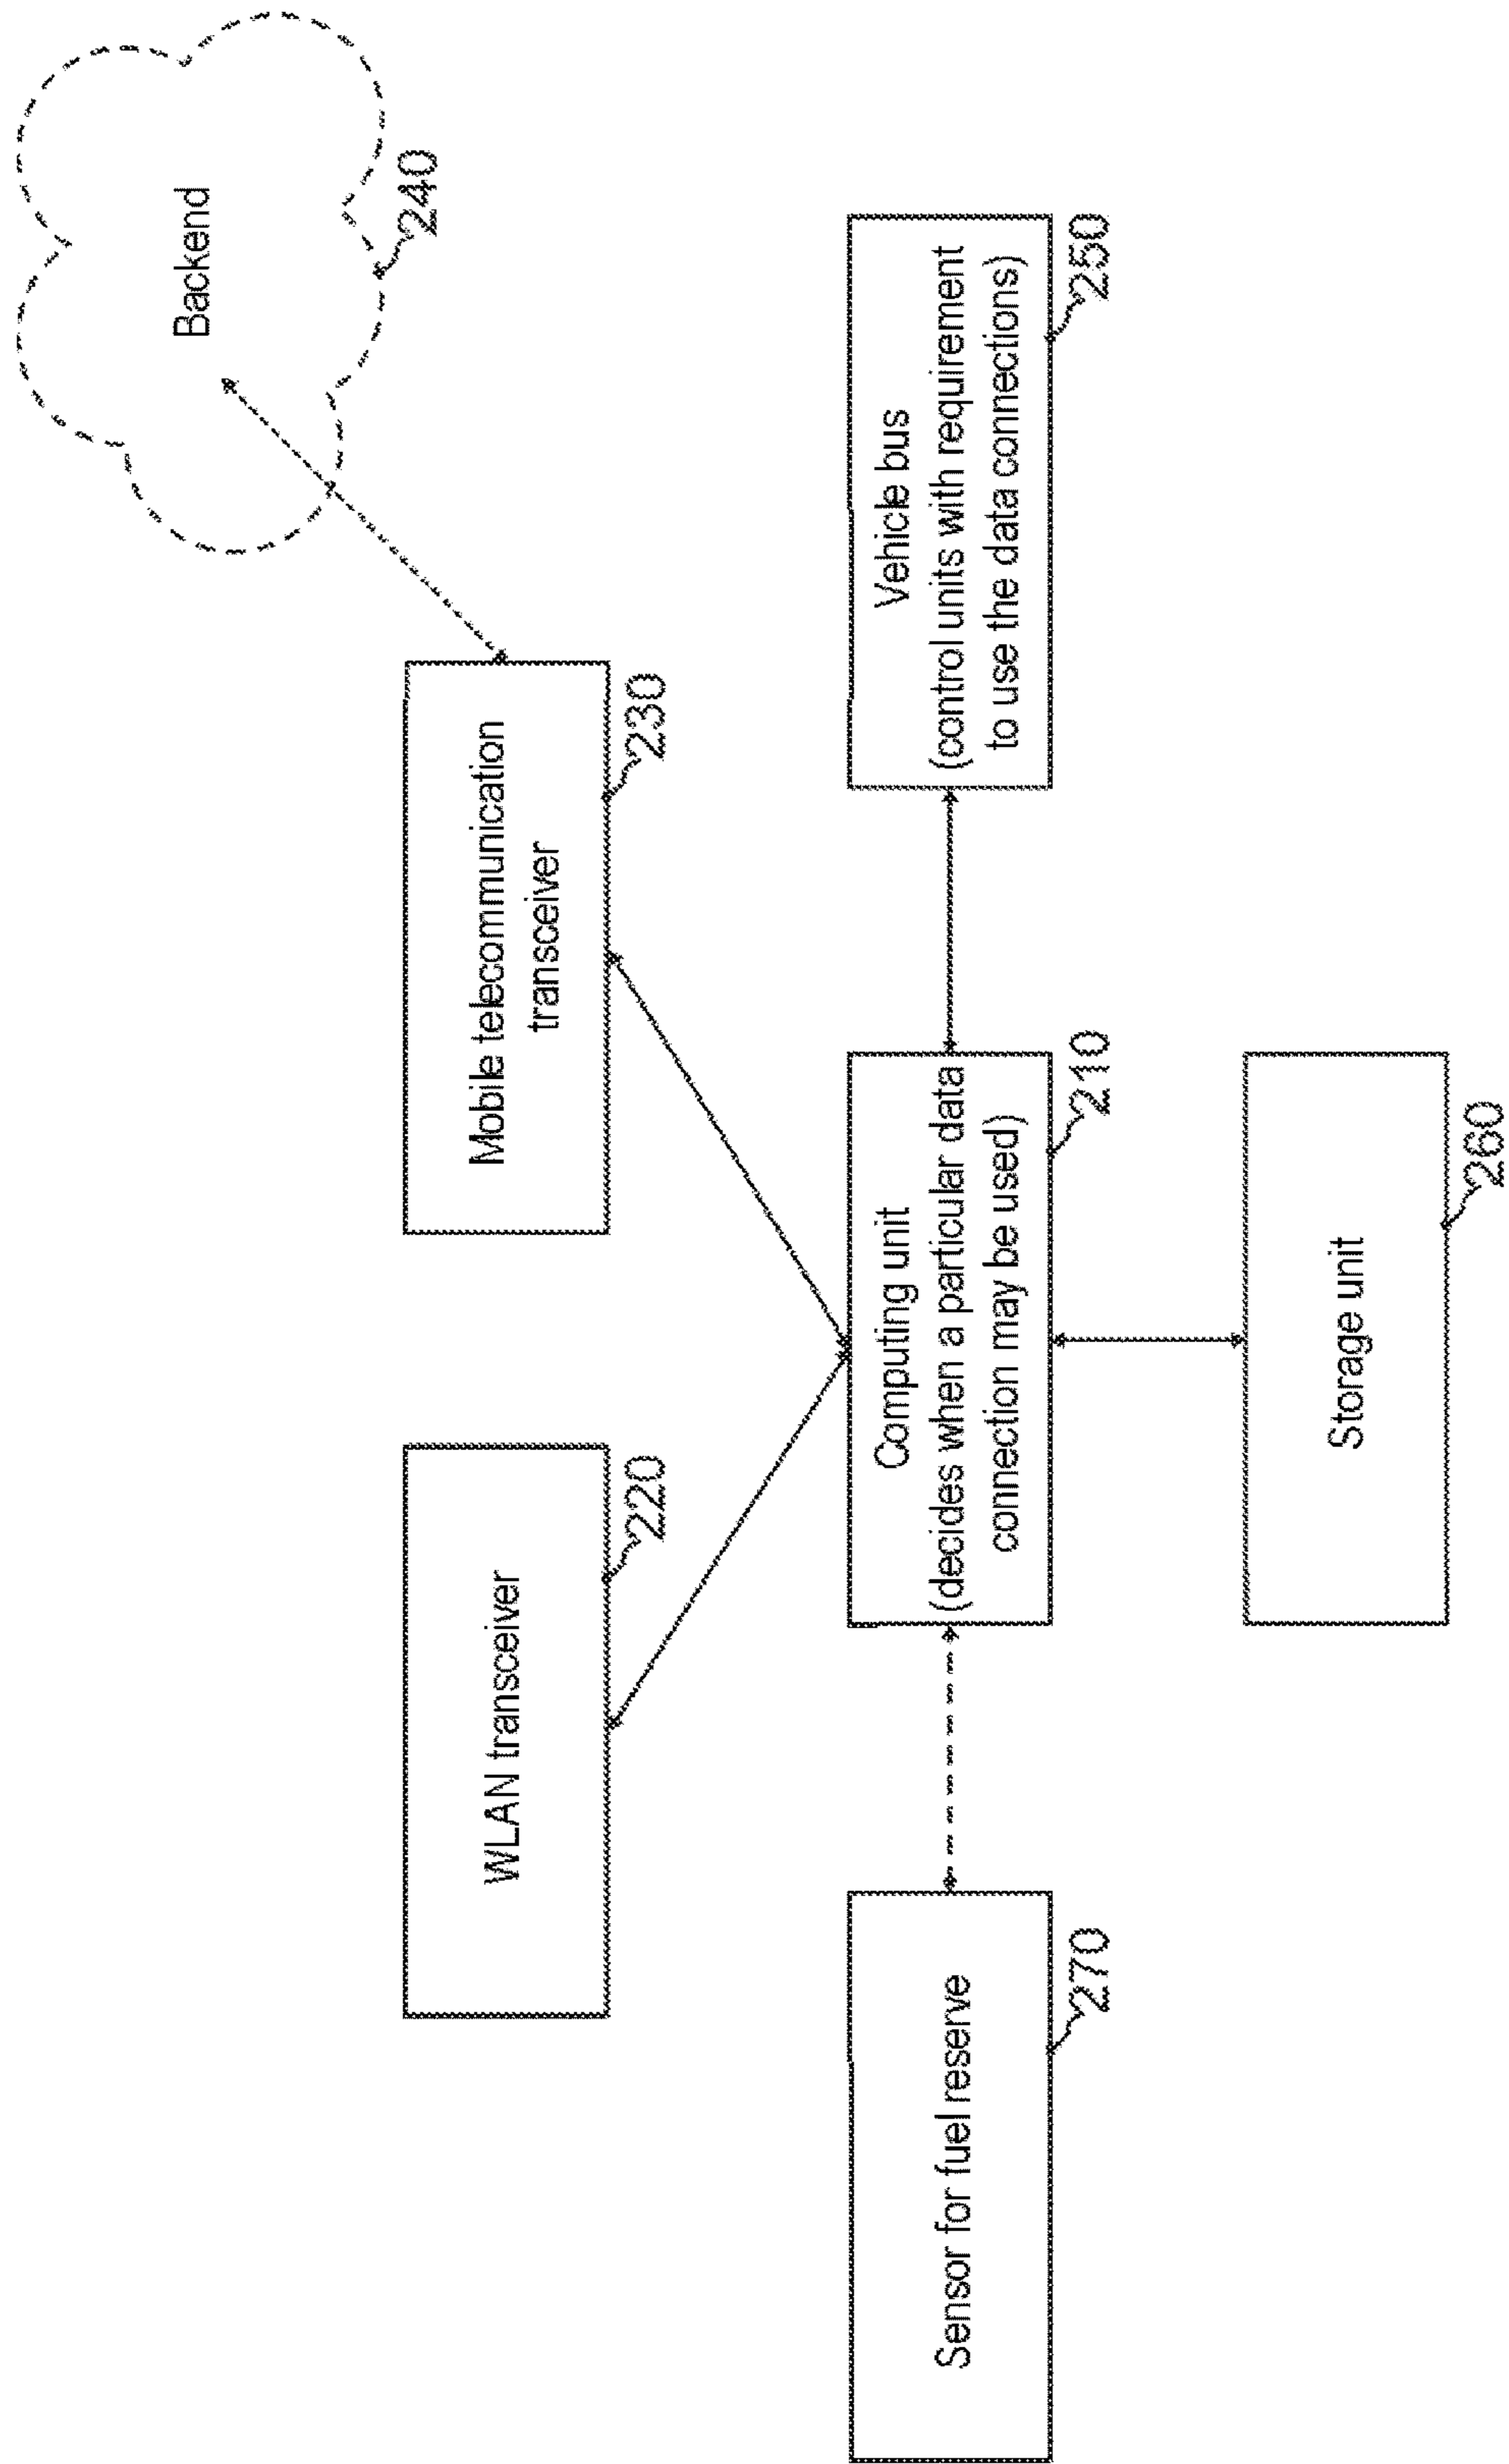 Backend
240
WLAN transceiver
220
Mobile telecommunication
transceiver
230
Sensor for fuel reserve
270
Computing unit
(decides when a particular data
connection may be used)
210
Vehicle bus
(control units with requirement
to use the data connections)
250
Storage unit
260